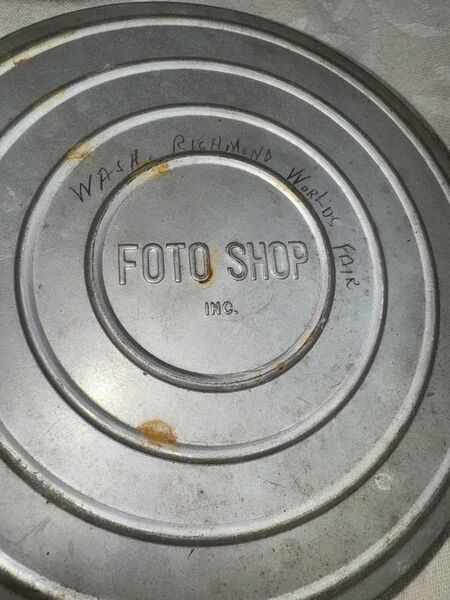 WASH. RICHMOND WORLDS FAIR
FOTO SHOP
INC.